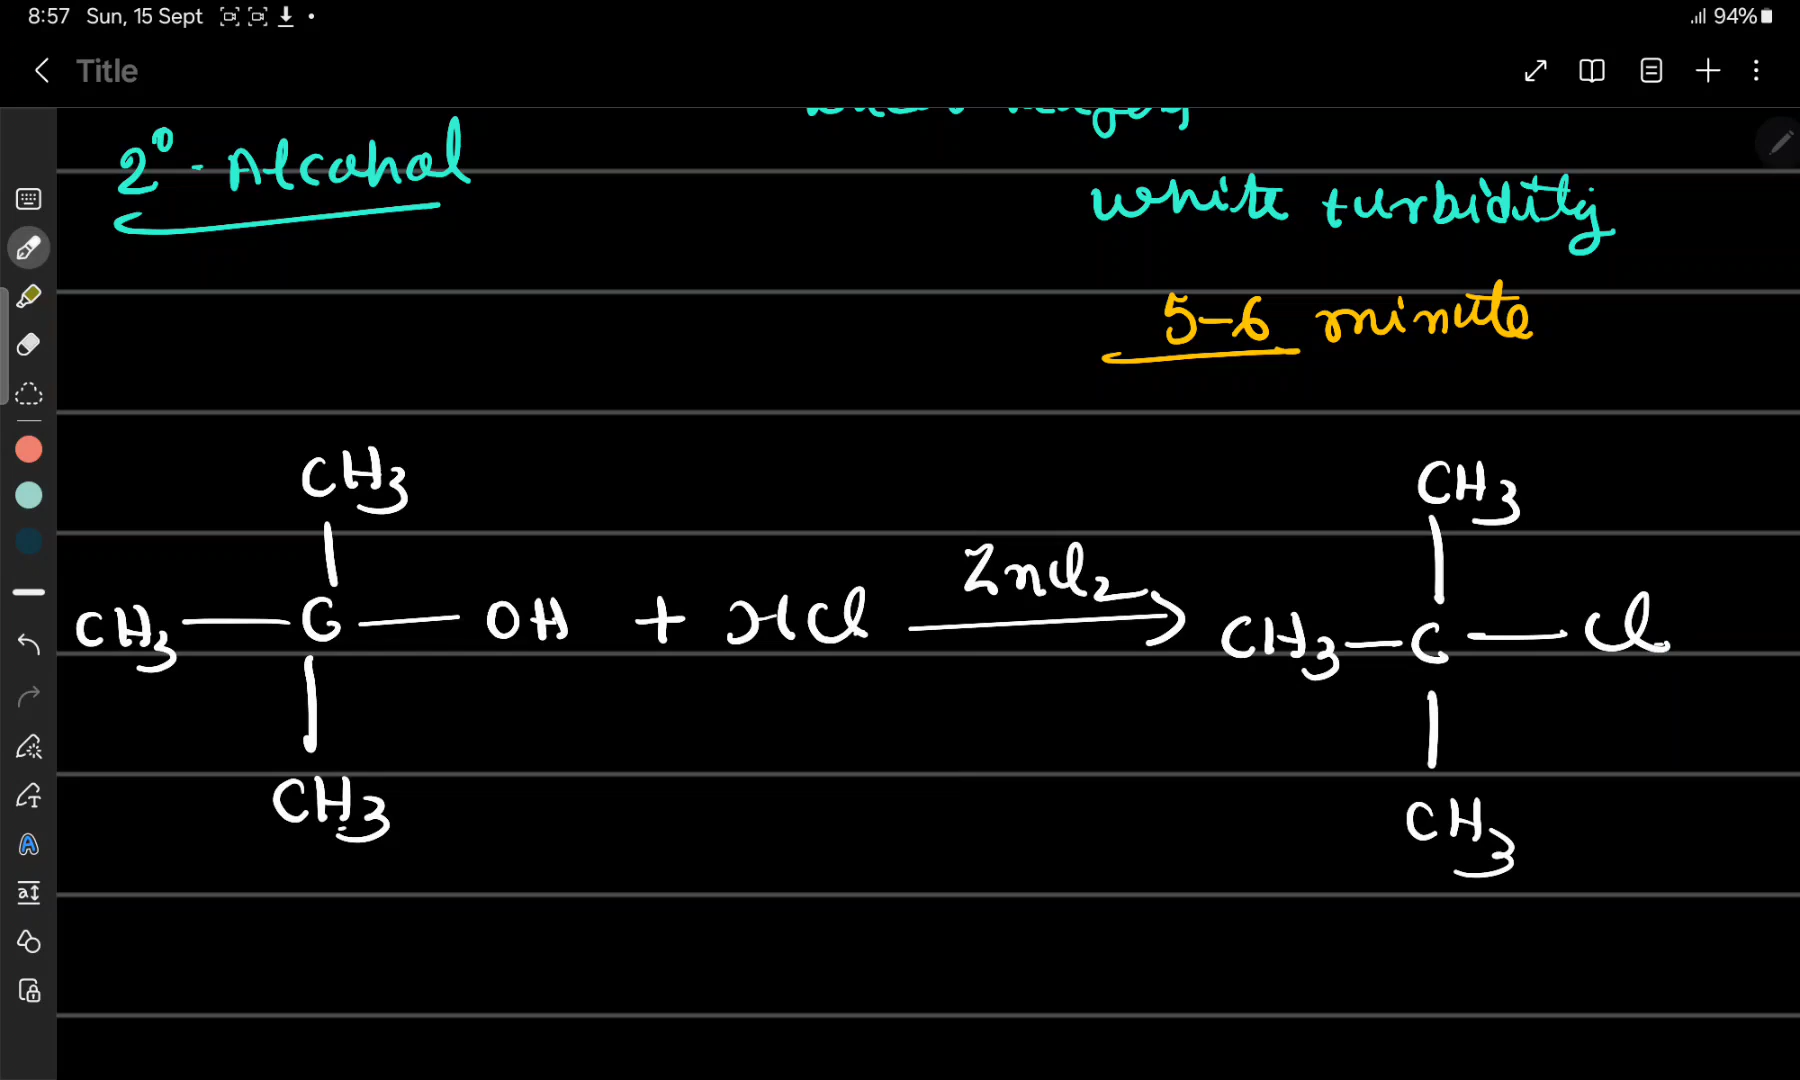 8:57 Sun, 15 Sept 94%
Title
2° - Alcohal
white turbidity
5-6 minute
CH3 CH3
CH3 — C — OH + HCl ZnCl2 → CH3 — C — Cl
CH3 CH3